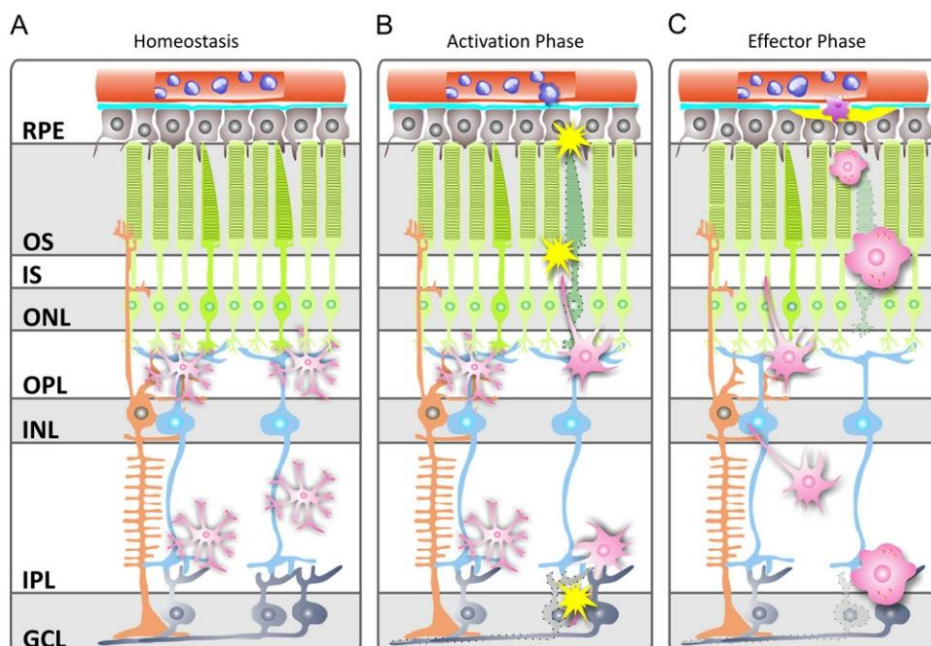 A
Homeostasis
B
Activation Phase
C
Effector Phase
RPE
OS
IS
ONL
OPL
INL
IPL
GCL